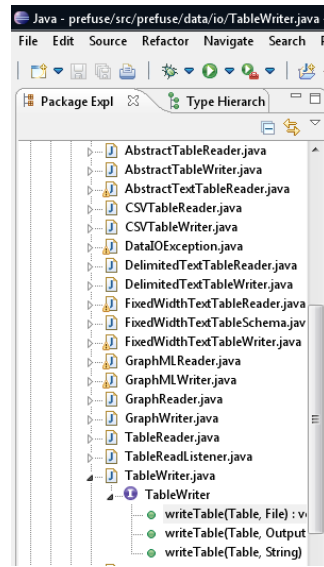 Java - prefuse/src/prefuse/data/io/TableWriter.java
File Edit Source Refactor Navigate Search
Package Expl Type Hierarch
AbstractTableReader.java
AbstractTableWriter.java
AbstractTextTableReader.java
CSVTableReader.java
CSVTableWriter.java
DataIOException.java
DelimitedTextTableReader.java
DelimitedTextTableWriter.java
FixedWidthTextTableReader.java
FixedWidthTextTableSchema.jav
FixedWidthTextTableWriter.java
GraphMLReader.java
GraphMLWriter.java
GraphReader.java
GraphWriter.java
TableReader.java
TableReadListener.java
TableWriter.java
TableWriter
writeTable(Table, File) : v
writeTable(Table, Output
writeTable(Table, String)